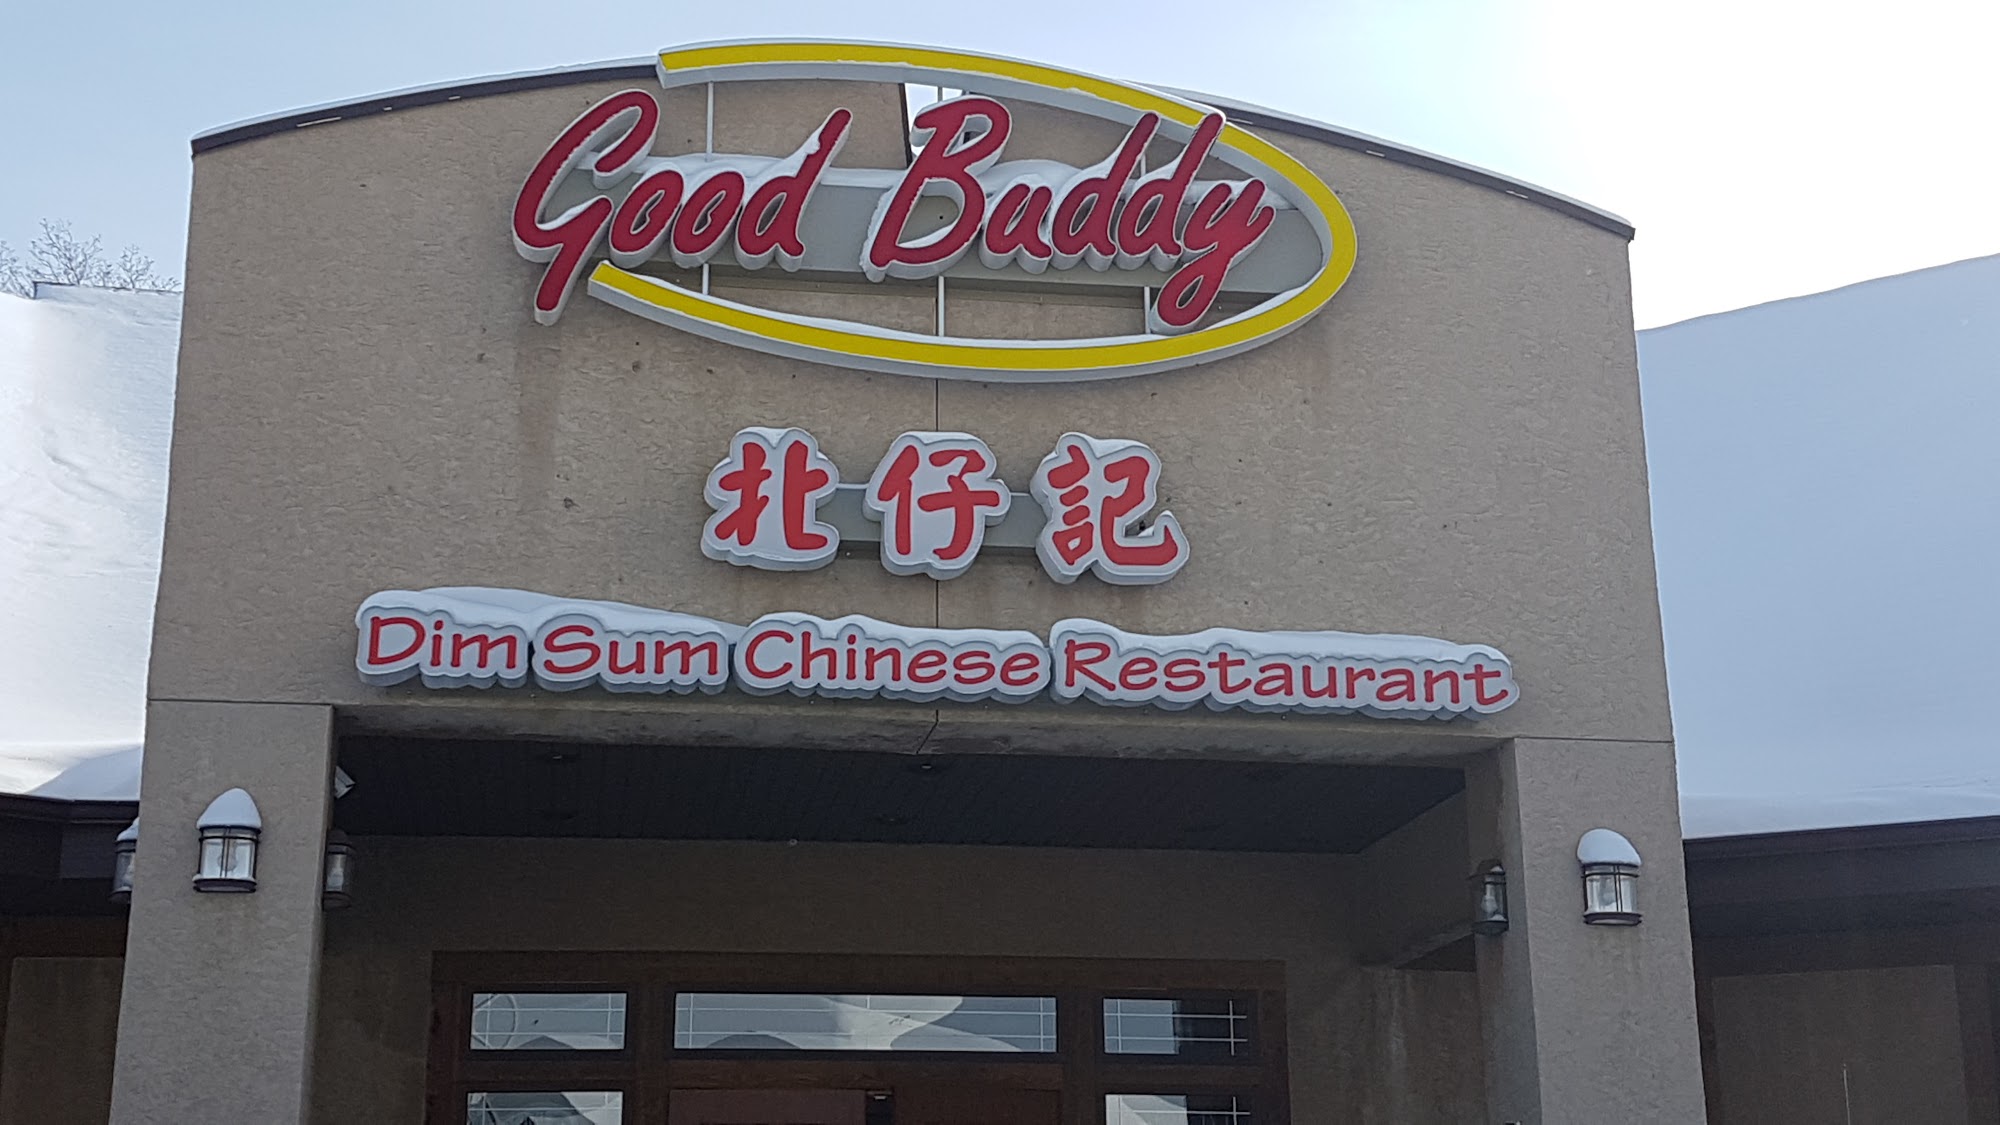 Good Buddy
北仔記
Dim Sum Chinese Restaurant